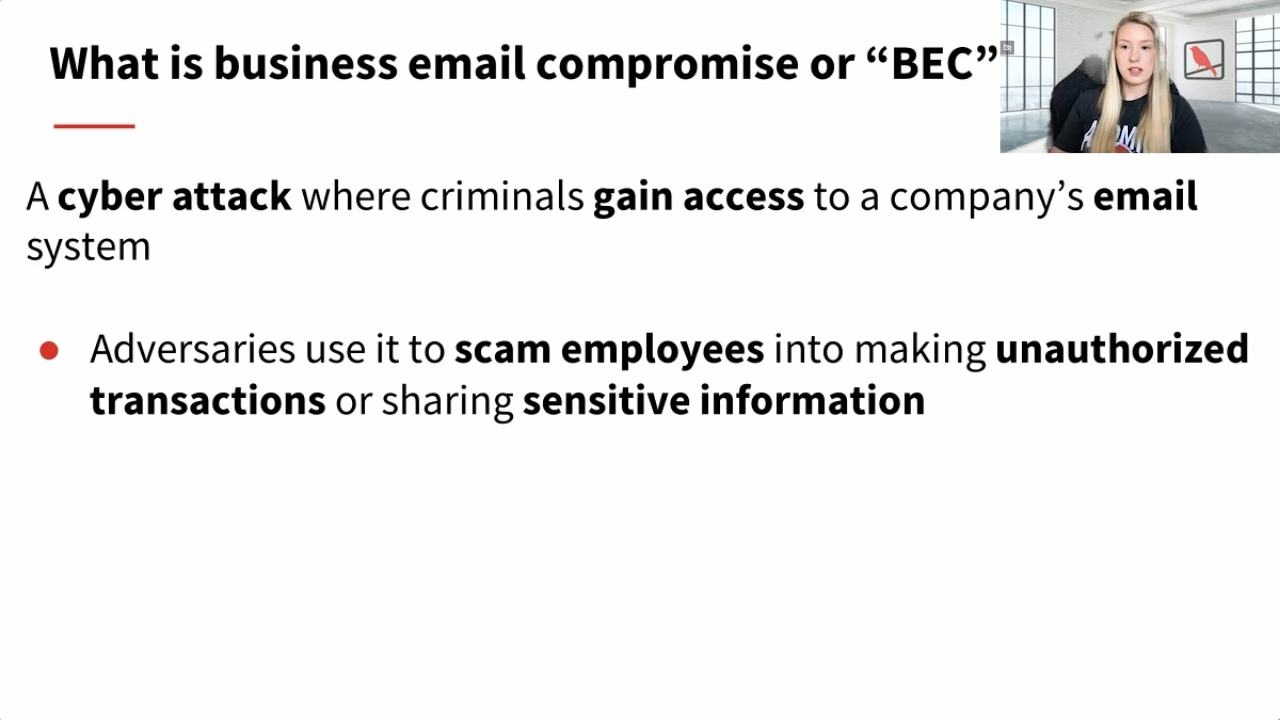 What is business email compromise or “BEC”
A cyber attack where criminals gain access to a company’s email
system
● Adversaries use it to scam employees into making unauthorized
transactions or sharing sensitive information